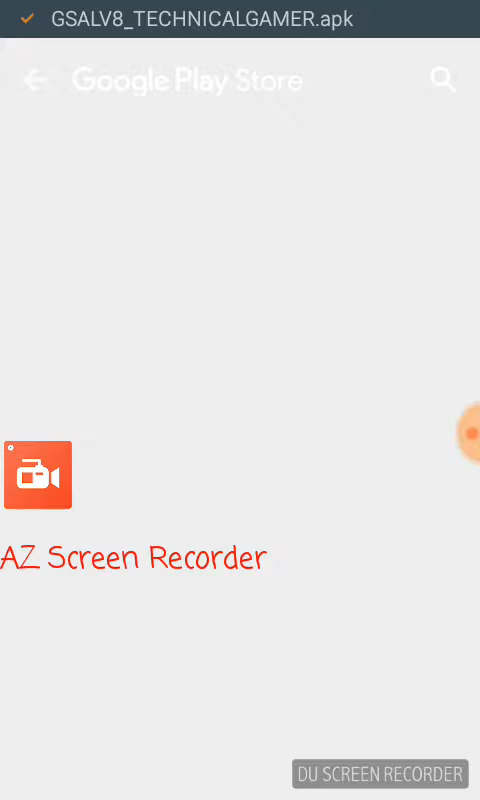 GSALV8_TECHNICALGAMER.apk
Google Play Store
AZ Screen Recorder
DU SCREEN RECORDER